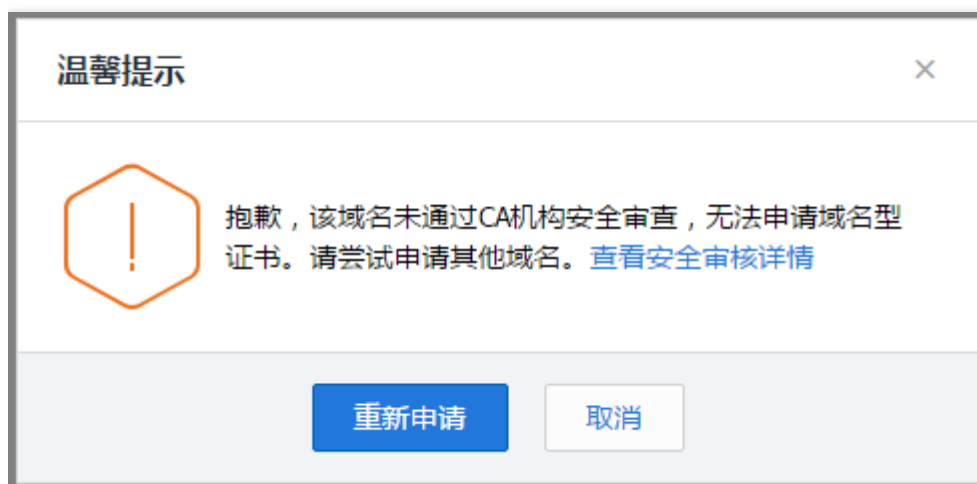 温馨提示
抱歉，该域名未通过CA机构安全审查，无法申请域名型
证书。请尝试申请其他域名。查看安全审核详情
重新申请
取消